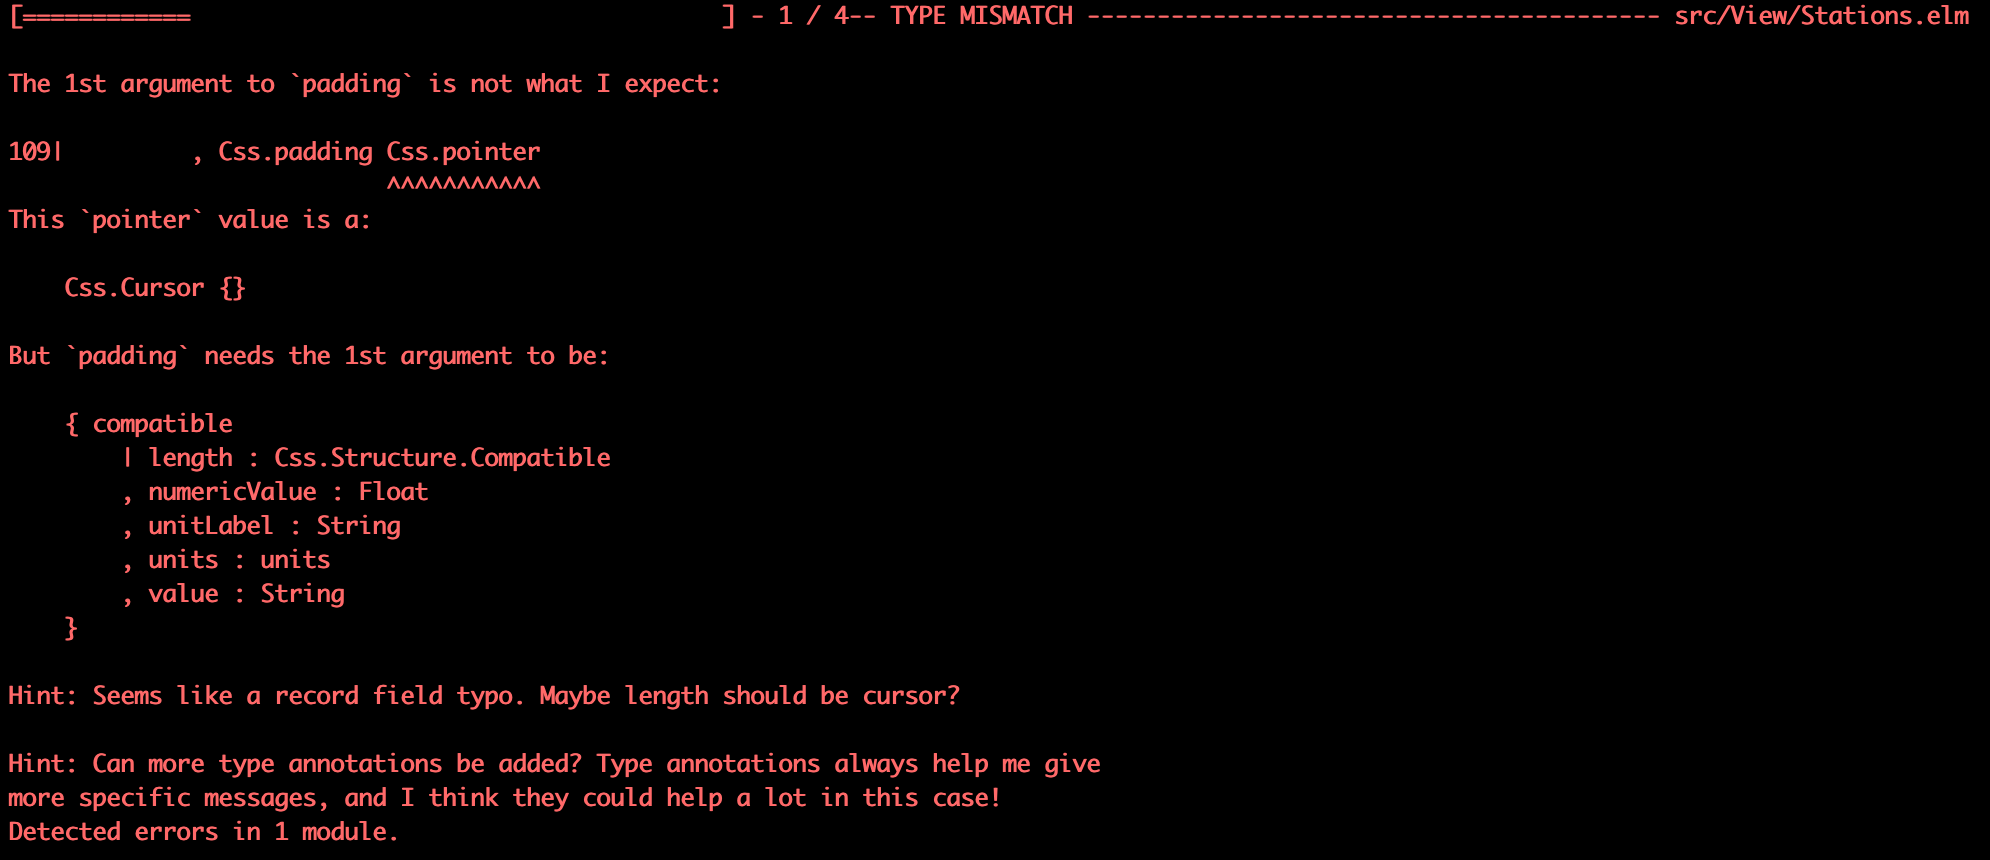 [============                                      ] - 1 / 4-- TYPE MISMATCH ----------------------------------------- src/View/Stations.elm
The 1st argument to `padding` is not what I expect:
109|         , Css.padding Css.pointer
                           ^^^^^^^^^^^
This `pointer` value is a:
    Css.Cursor {}
But `padding` needs the 1st argument to be:
    { compatible
        | length : Css.Structure.Compatible
        , numericValue : Float
        , unitLabel : String
        , units : units
        , value : String
    }
Hint: Seems like a record field typo. Maybe length should be cursor?
Hint: Can more type annotations be added? Type annotations always help me give
more specific messages, and I think they could help a lot in this case!
Detected errors in 1 module.